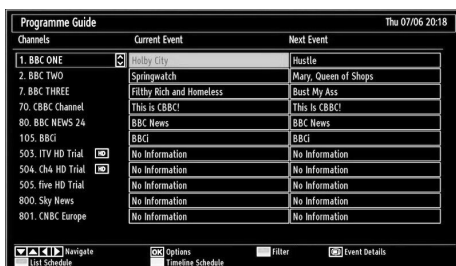 Programme Guide Thu 07/06 20:18
Channels Current Event Next Event
1. BBC ONE Holby City Hustle
2. BBC TWO Springwatch Mary, Queen of Shops
7. BBC THREE Filthy Rich and Homeless Bust My Ass
70. CBBC Channel This is CBBC! This Is CBBC!
80. BBC NEWS 24 BBC News BBC News
105. BBCi BBCi BBCi
503. ITV HD Trial HD No Information No Information
504. Ch4 HD Trial HD No Information No Information
505. five HD Trial No Information No Information
800. Sky News No Information No Information
801. CNBC Europe No Information No Information
Navigate OK Options Filter Event Details
List Schedule Timeline Schedule